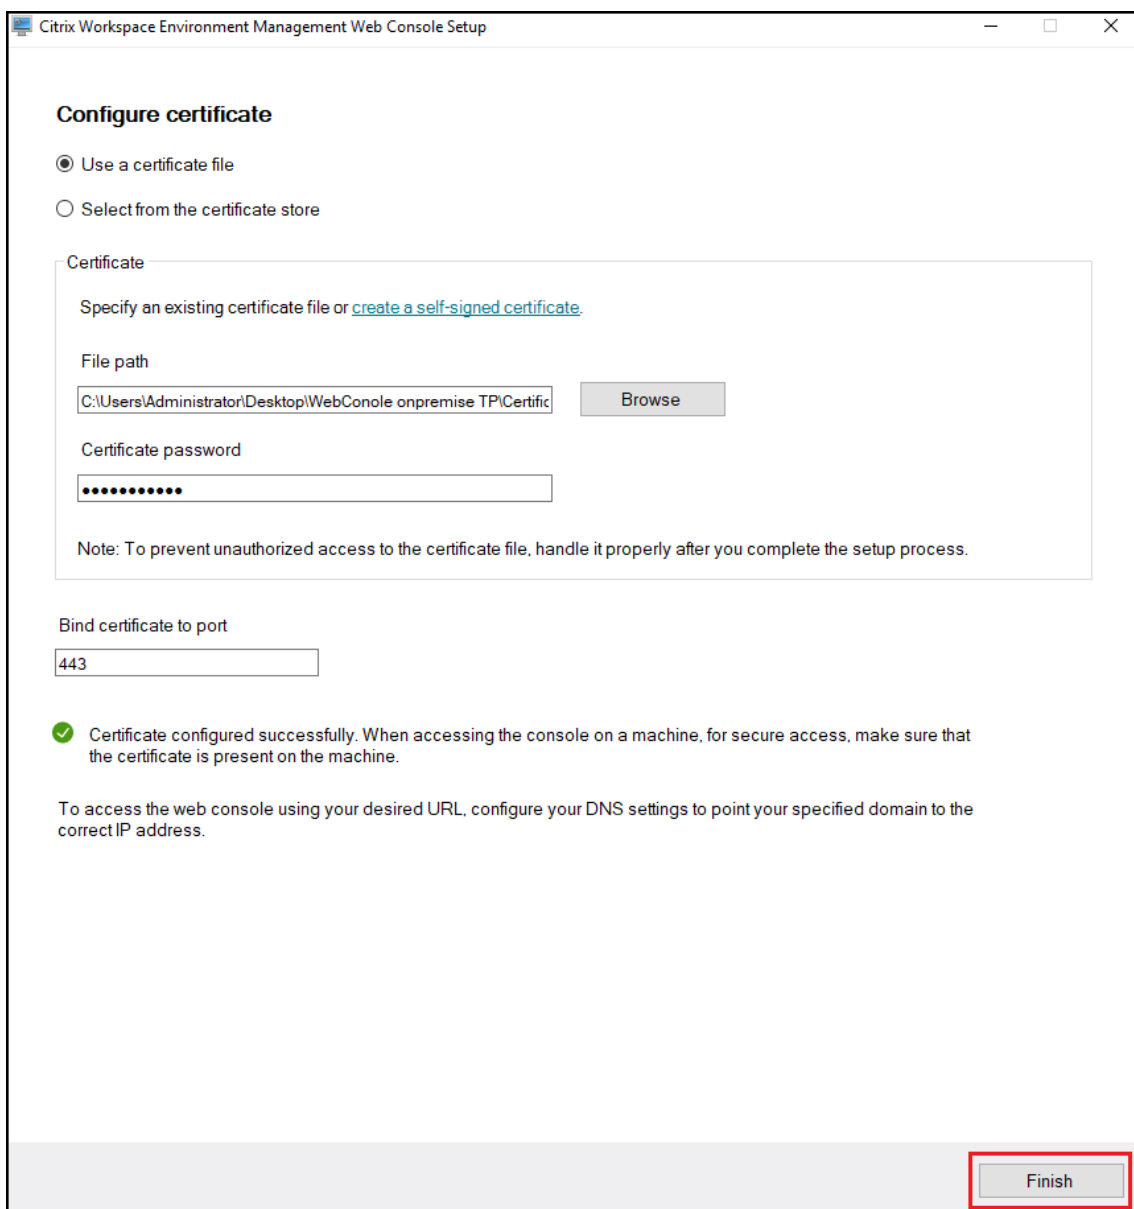 Citrix Workspace Environment Management Web Console Setup
Configure certificate
Use a certificate file
Select from the certificate store
Certificate
Specify an existing certificate file or create a self-signed certificate.
File path
C:\Users\Administrator\Desktop\WebConole onpremise TP\Certific
Browse
Certificate password
•••••••••••
Note: To prevent unauthorized access to the certificate file, handle it properly after you complete the setup process.
Bind certificate to port
443
Certificate configured successfully. When accessing the console on a machine, for secure access, make sure that
the certificate is present on the machine.
To access the web console using your desired URL, configure your DNS settings to point your specified domain to the
correct IP address.
Finish